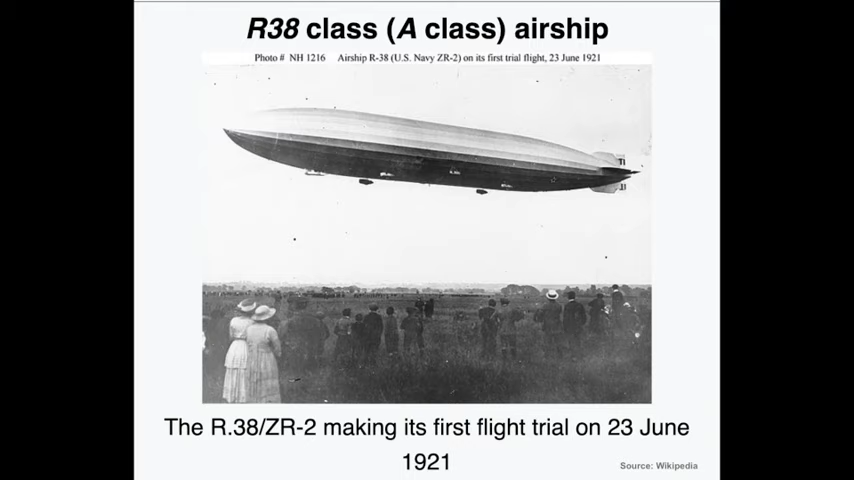 R38 class (A class) airship
Photo # NH 1216 Airship R-38 (U.S. Navy ZR-2) on its first trial flight, 23 June 1921
The R.38/ZR-2 making its first flight trial on 23 June
1921
Source: Wikipedia